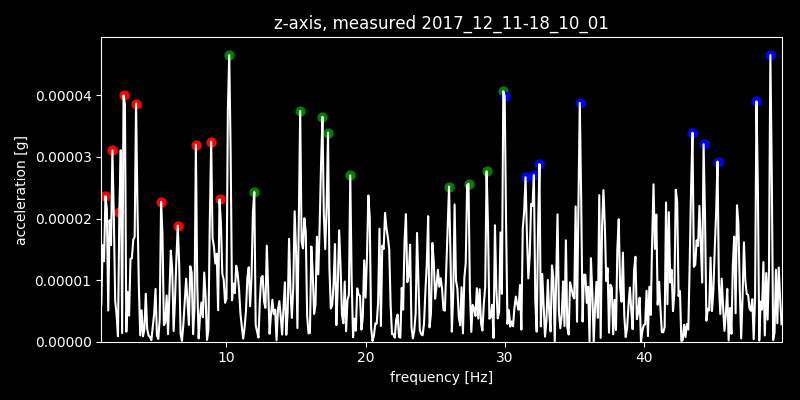 z-axis, measured 2017_12_11-18_10_01
0.00004
0.00003
0.00002
0.00001
0.00000
acceleration [g]
10 20 30 40
frequency [Hz]